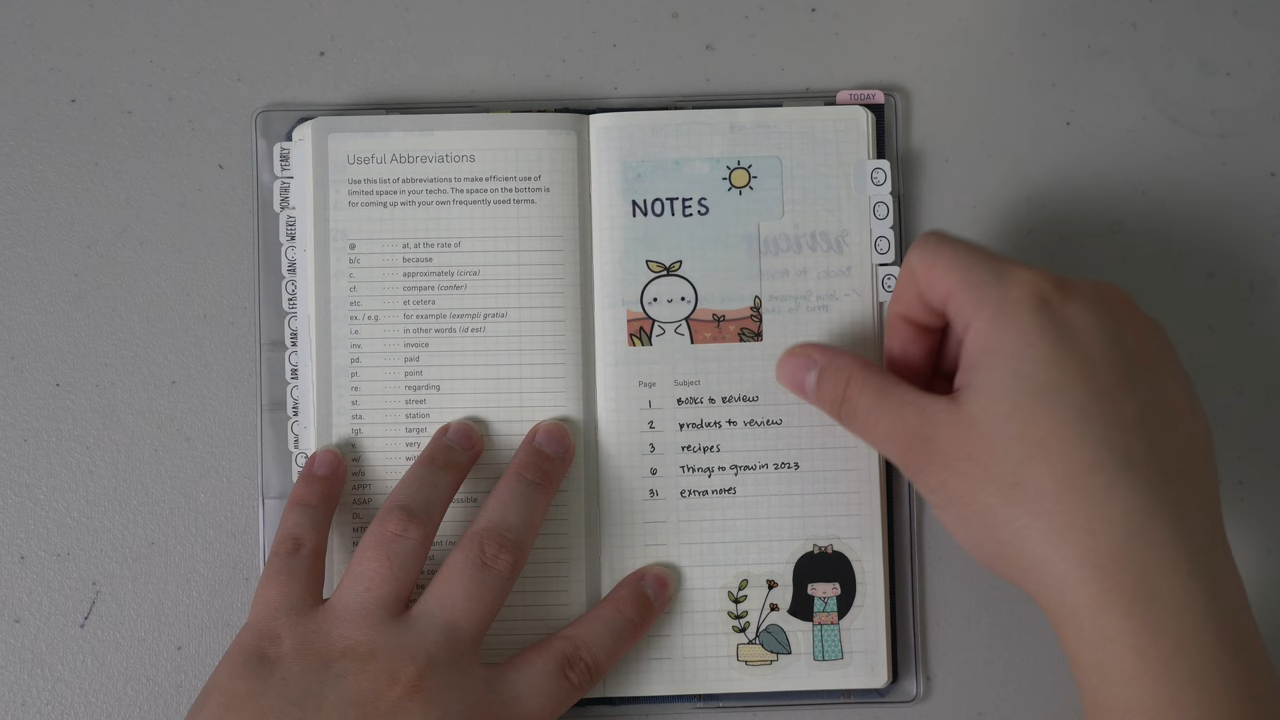 TODAY
YEARLY
MONTHLY
WEEKLY
JAN
FEB
MAR
APR
MAY
Useful Abbreviations
Use this list of abbreviations to make efficient use of
limited space in your techo. The space on the bottom is
for coming up with your own frequently used terms.
@ ···· at, at the rate of
b/c ···· because
c. ···· approximately (circa)
cf. ···· compare (confer)
etc. ···· et cetera
ex. / e.g. ···· for example (exempli gratia)
i.e. ···· in other words (id est)
inv. ···· invoice
pd. ···· paid
pt. ···· point
re: ···· regarding
st. ···· street
sta. ···· station
tgt. ···· target
v. ···· very
w/
w/o
APPT
ASAP
DL
NOTES
Page Subject
1 Books to review
2 products to review
3 recipes
6 Things to grow in 2023
31 extra notes